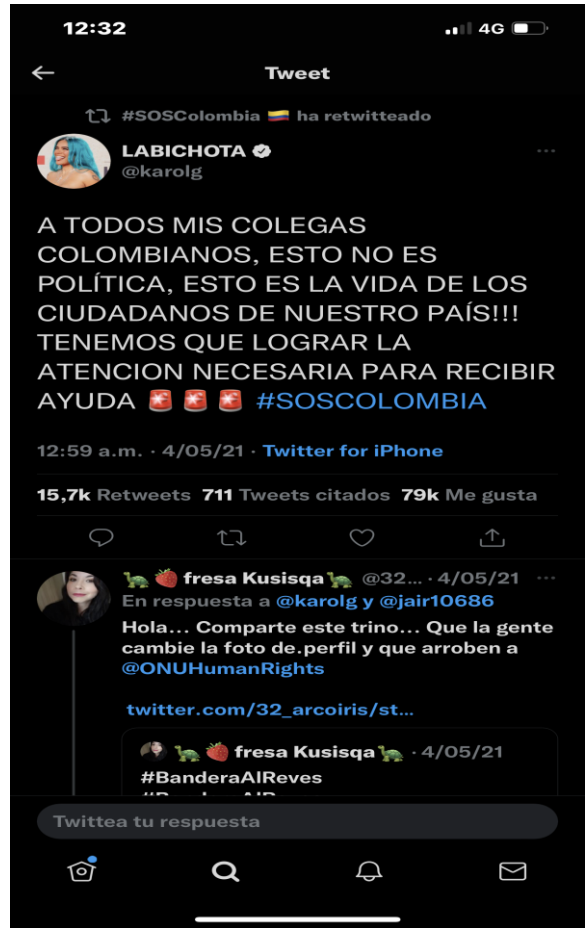 12:32
4G
Tweet
#SOSColombia 🇨🇴 ha retwitteado
LABICHOTA
@karolg
A TODOS MIS COLEGAS
COLOMBIANOS, ESTO NO ES
POLÍTICA, ESTO ES LA VIDA DE LOS
CIUDADANOS DE NUESTRO PAÍS!!!
TENEMOS QUE LOGRAR LA
ATENCION NECESARIA PARA RECIBIR
AYUDA 🚨 🚨 🚨 #SOSCOLOMBIA
12:59 a.m. · 4/05/21 · Twitter for iPhone
15,7k Retweets 711 Tweets citados 79k Me gusta
🦕🍓fresa Kusisqa🦕 @32... · 4/05/21
En respuesta a @karolg y @jair10686
Hola... Comparte este trino... Que la gente
cambie la foto de.perfil y que arroben a
@ONUHumanRights
twitter.com/32_arcoiris/st...
🦕🍓fresa Kusisqa🦕 · 4/05/21
#BanderaAlReves
Twittea tu respuesta